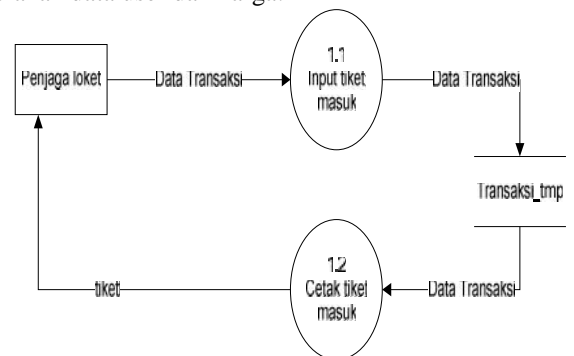 Penjaga loket
Data Transaksi
1.1
Input tiket
masuk
Data Transaksi
Transaksi_tmp
Data Transaksi
1.2
Cetak tiket
masuk
tiket